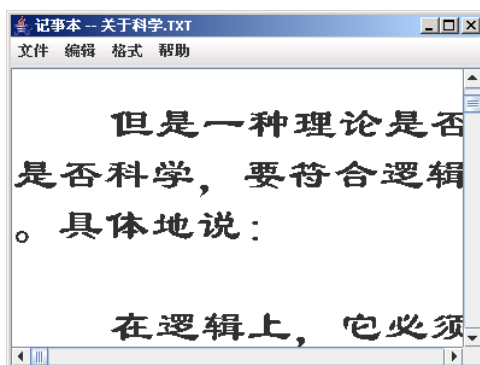 记事本 -- 关于科学.TXT
文件 编辑 格式 帮助
但是一种理论是否
是否科学，要符合逻辑
。具体地说：
在逻辑上，它必须